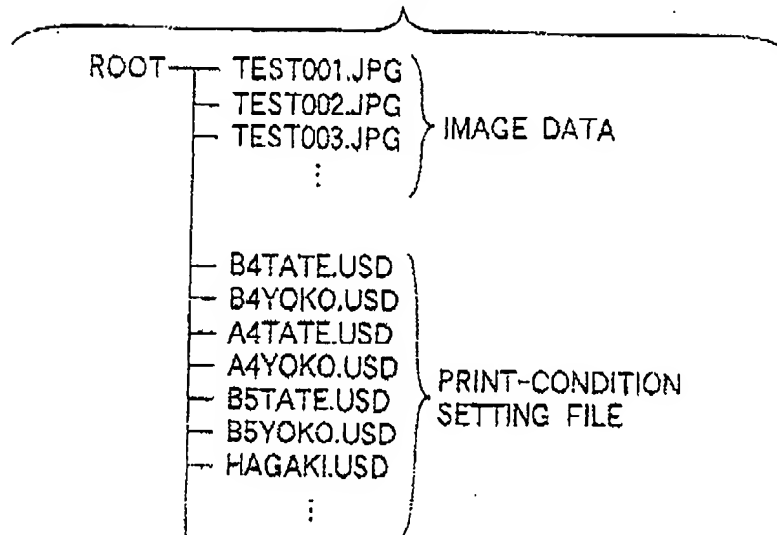 ROOT TEST001.JPG
TEST002.JPG
TEST003.JPG
⋮
IMAGE DATA
B4TATE.USD
B4YOKO.USD
A4TATE.USD
A4YOKO.USD
B5TATE.USD
B5YOKO.USD
HAGAKI.USD
⋮
PRINT-CONDITION
SETTING FILE